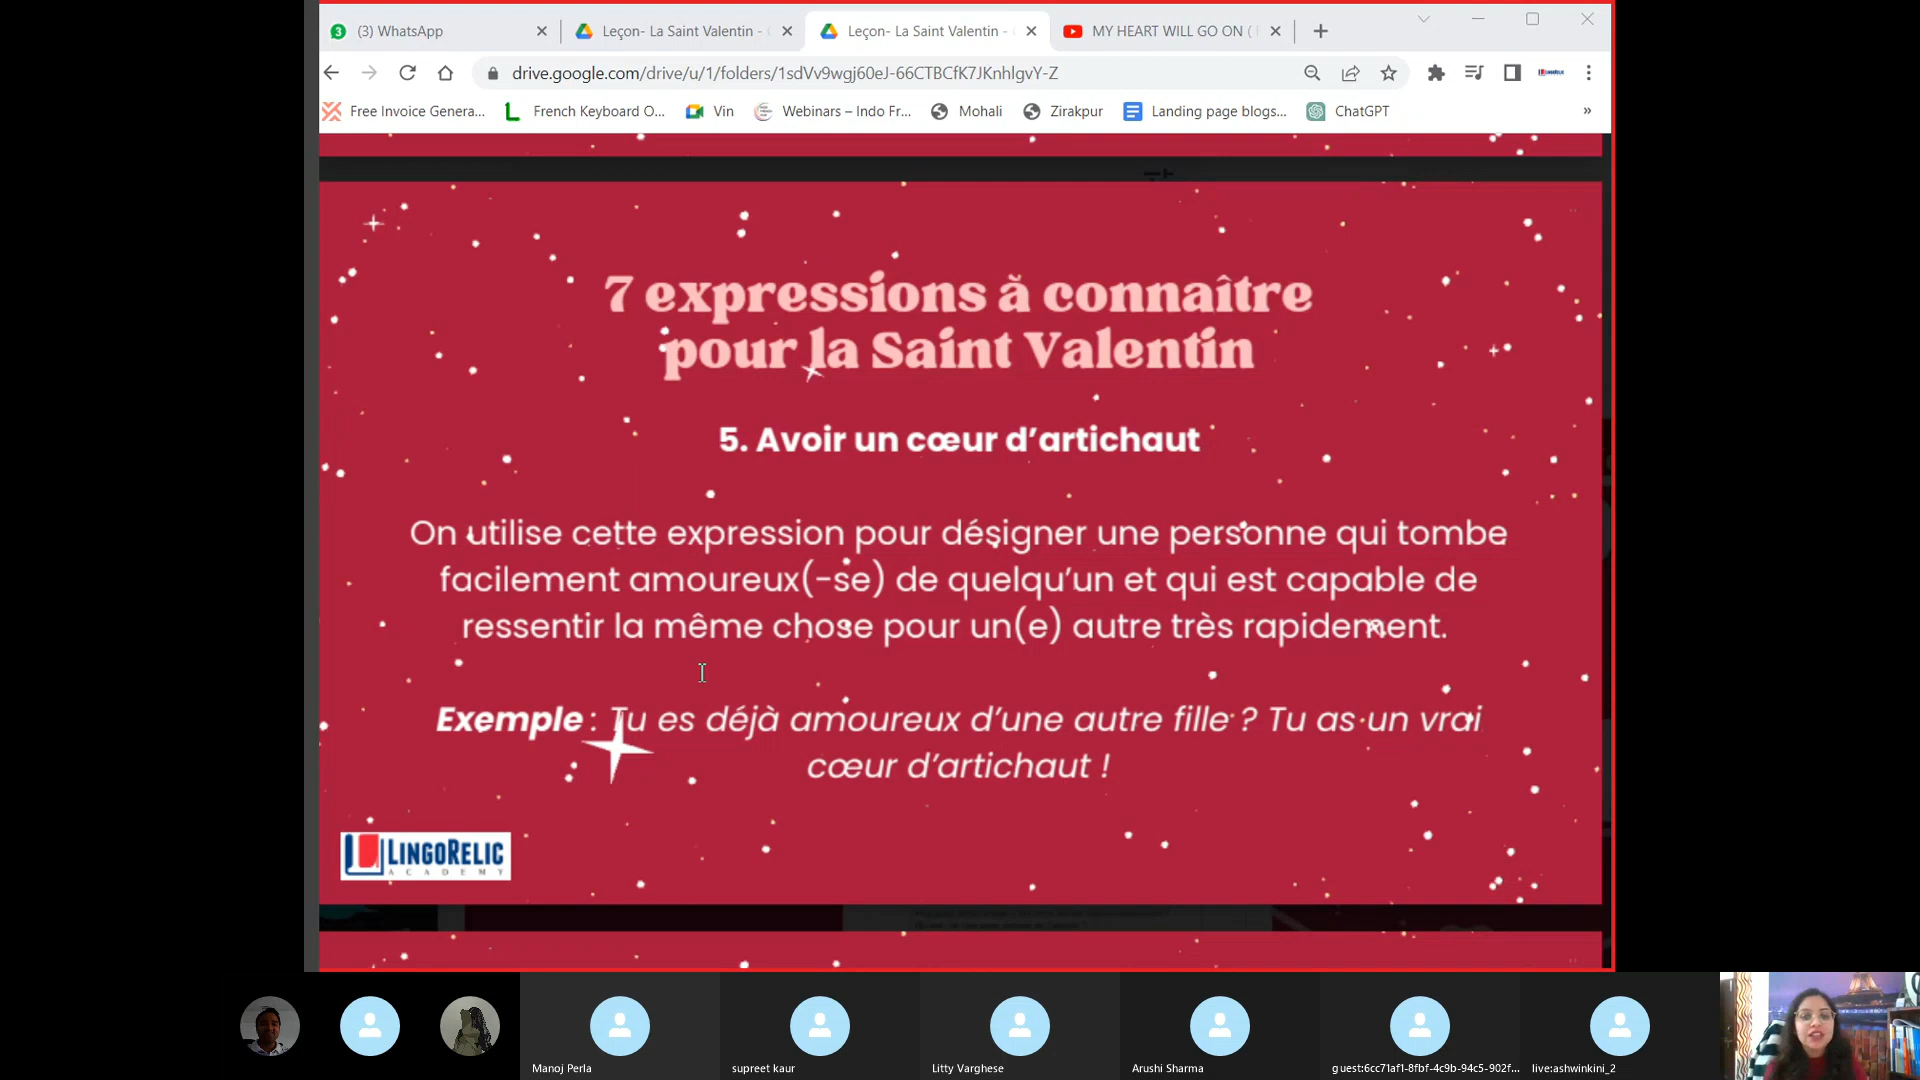 (3) WhatsApp
Leçon- La Saint Valentin -
Leçon- La Saint Valentin -
MY HEART WILL GO ON (
drive.google.com/drive/u/1/folders/1sdVv9wgj60eJ-66CTBCfK7JKnhlgvY-Z
Free Invoice Genera...
French Keyboard O...
Vin
Webinars – Indo Fr...
Mohali
Zirakpur
Landing page blogs...
ChatGPT
»
7 expressions à connaître
pour la Saint Valentin
5. Avoir un cœur d’artichaut
On utilise cette expression pour désigner une personne qui tombe
facilement amoureux(-se) de quelqu’un et qui est capable de
ressentir la même chose pour un(e) autre très rapidement.
Exemple : Tu es déjà amoureux d’une autre fille ? Tu as un vrai
cœur d’artichaut !
LINGORELIC
ACADEMY
Manoj Perla
supreet kaur
Litty Varghese
Arushi Sharma
guest:6cc71af1-8fbf-4c9b-94c5-902f...
live:ashwinkini_2